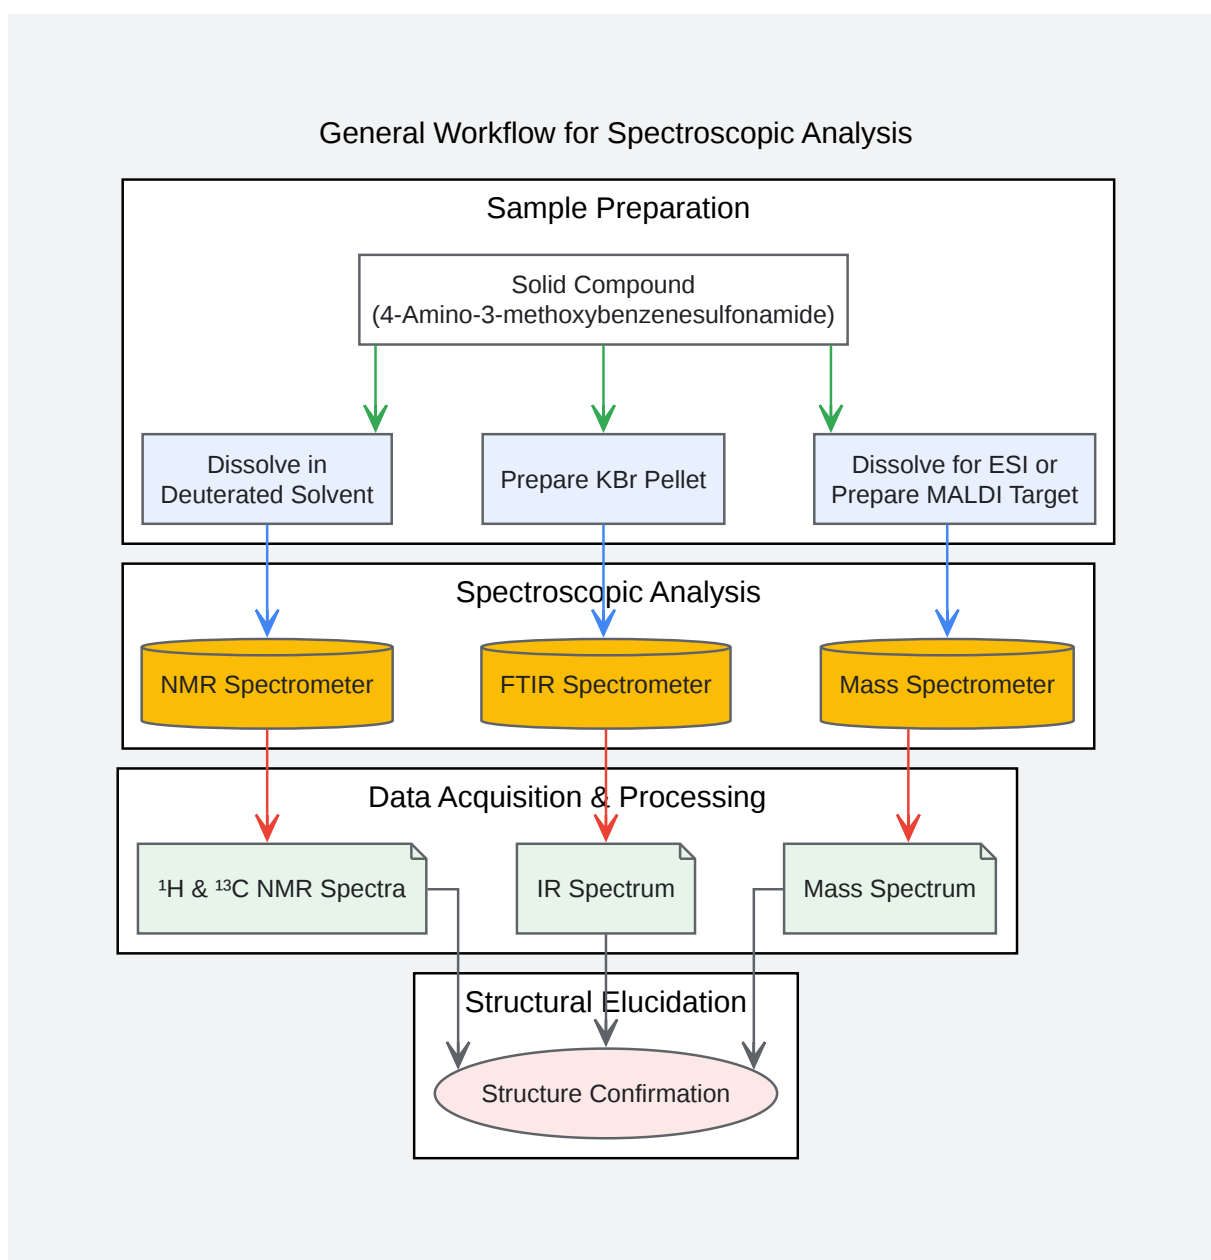 General Workflow for Spectroscopic Analysis
Sample Preparation
Solid Compound
(4-Amino-3-methoxybenzenesulfonamide)
Dissolve in
Deuterated Solvent
Prepare KBr Pellet
Dissolve for ESI or
Prepare MALDI Target
Spectroscopic Analysis
NMR Spectrometer
FTIR Spectrometer
Mass Spectrometer
Data Acquisition & Processing
¹H & ¹³C NMR Spectra
IR Spectrum
Mass Spectrum
Structural Elucidation
Structure Confirmation